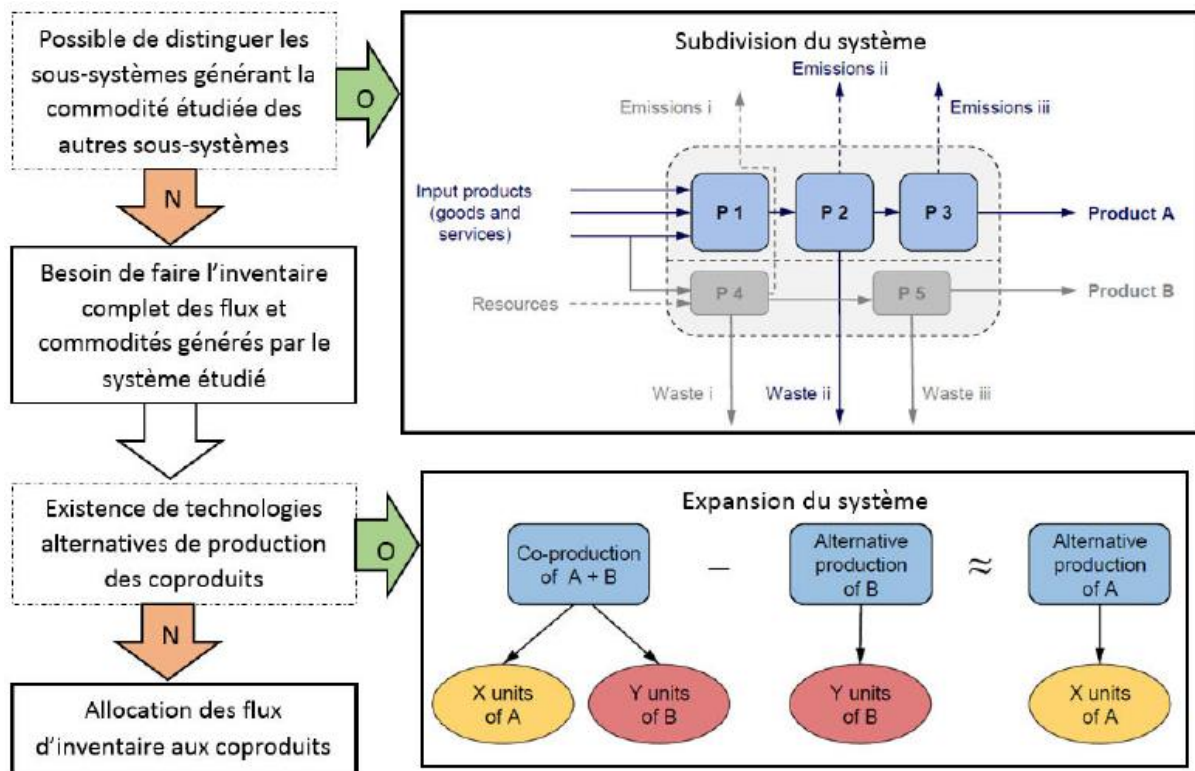 Possible de distinguer les
sous-systèmes générant la
commodité étudiée des
autres sous-systèmes
O
N
Besoin de faire l'inventaire
complet des flux et
commodités générés par le
système étudié
Existence de technologies
alternatives de production
des coproduits
O
N
Allocation des flux
d'inventaire aux coproduits
Subdivision du système
Emissions ii
Emissions i
Emissions iii
Input products
(goods and
services)
P 1
P 2
P 3
Product A
Resources
P 4
P 5
Product B
Waste i
Waste ii
Waste iii
Expansion du système
Co-production
of A + B
–
Alternative
production
of B
≈
Alternative
production
of A
X units
of A
Y units
of B
Y units
of B
X units
of A